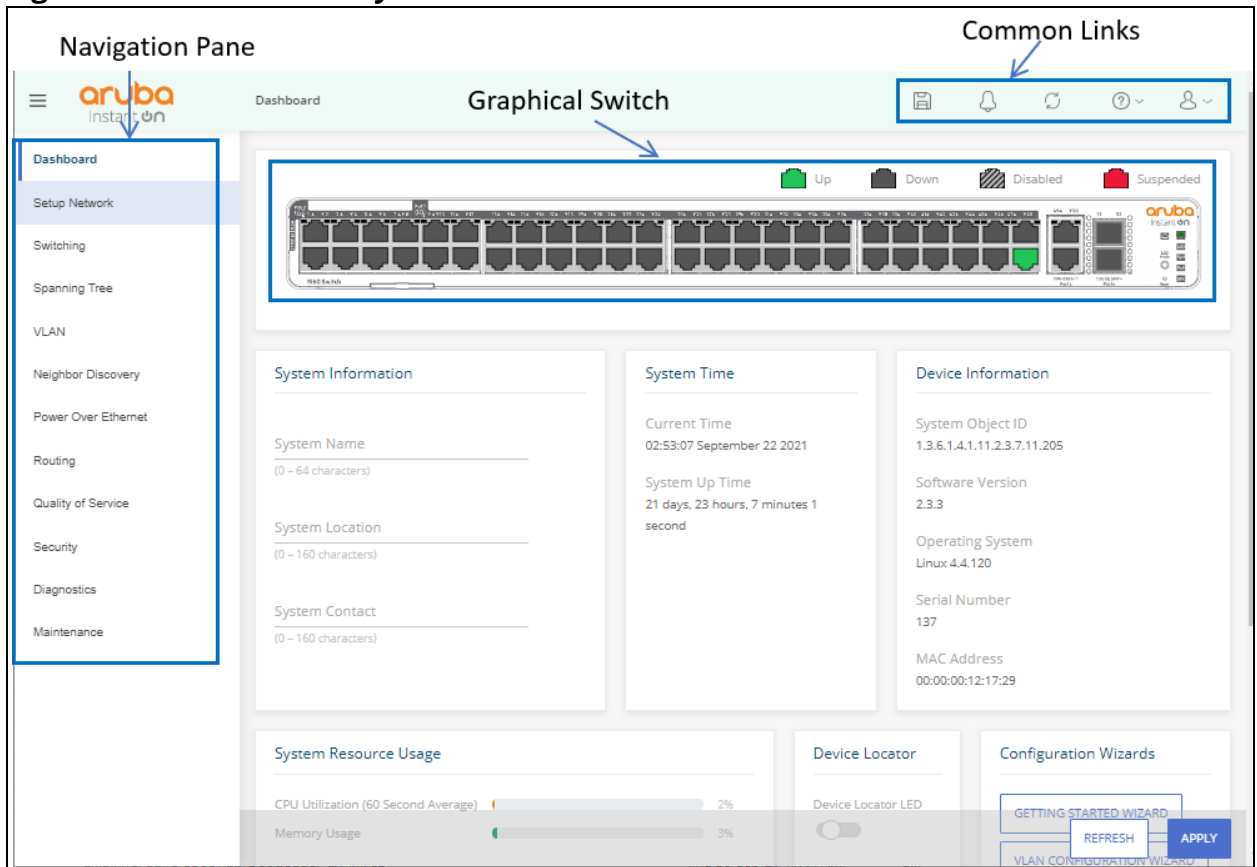 Navigation Pane
Common Links
aruba
Instant on
Dashboard
Graphical Switch
Dashboard
Setup Network
Switching
Spanning Tree
VLAN
Neighbor Discovery
Power Over Ethernet
Routing
Quality of Service
Security
Diagnostics
Maintenance
Up
Down
Disabled
Suspended
aruba
Instant on
1960 Switch
System Information
System Name
(0 – 64 characters)
System Location
(0 – 160 characters)
System Contact
(0 – 160 characters)
System Time
Current Time
02:53:07 September 22 2021
System Up Time
21 days, 23 hours, 7 minutes 1
second
Device Information
System Object ID
1.3.6.1.4.1.11.2.3.7.11.205
Software Version
2.3.3
Operating System
Linux 4.4.120
Serial Number
137
MAC Address
00:00:00:12:17:29
System Resource Usage
CPU Utilization (60 Second Average)
2%
Memory Usage
3%
Device Locator
Device Locator LED
Configuration Wizards
GETTING STARTED WIZARD
VLAN CONFIGURATION WIZARD
REFRESH
APPLY